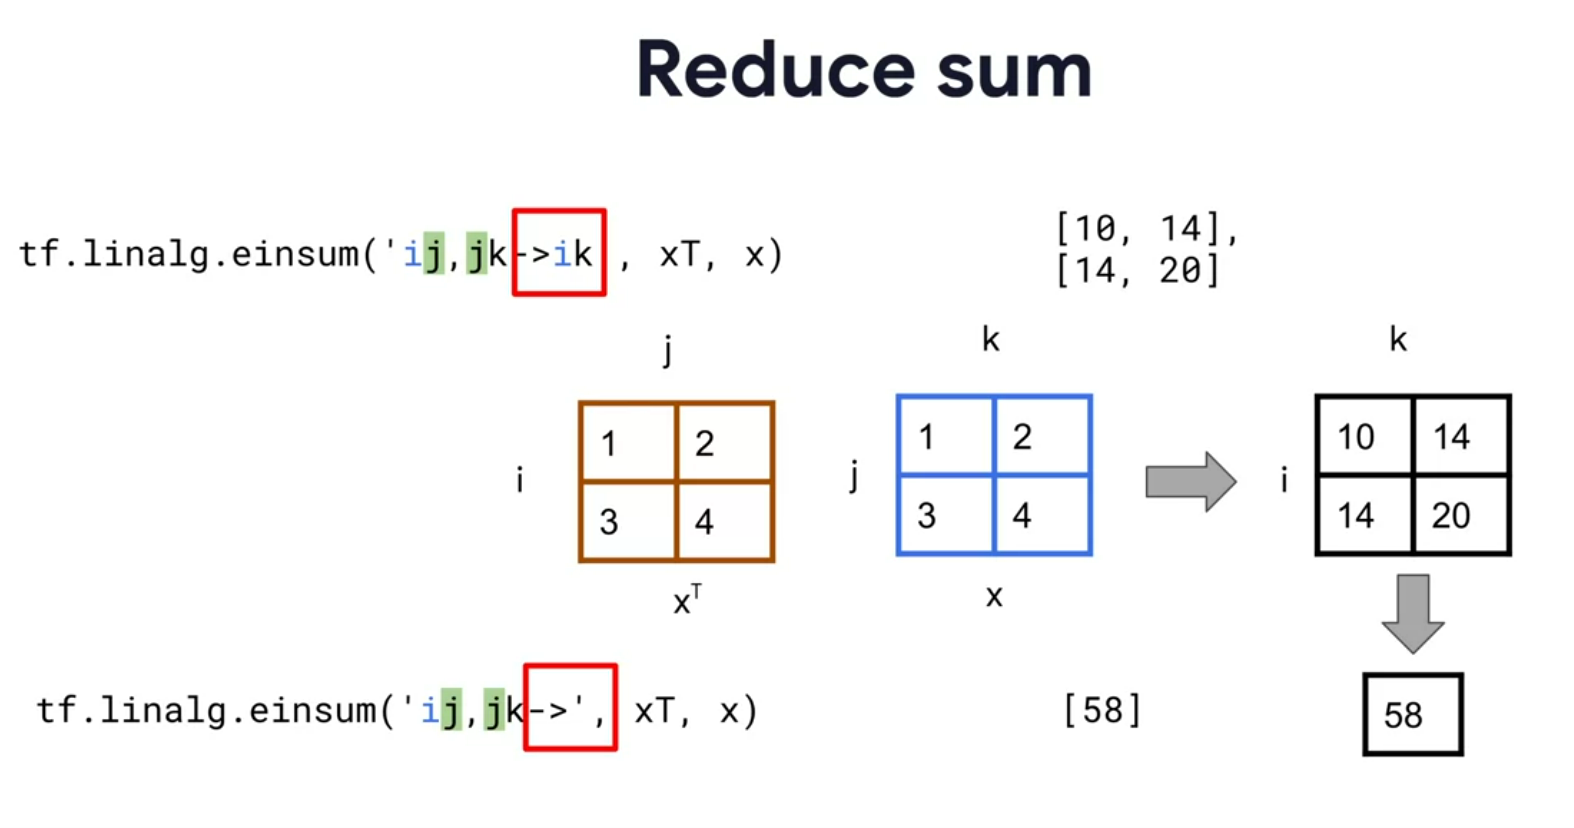 Reduce sum
tf.linalg.einsum('ij,jk->ik , xT, x)
[10, 14],
[14, 20]
j
k
k
i
1 2
3 4
j
1 2
3 4
i
10 14
14 20
xᵀ
x
tf.linalg.einsum('ij,jk->', xT, x)
[58]
58